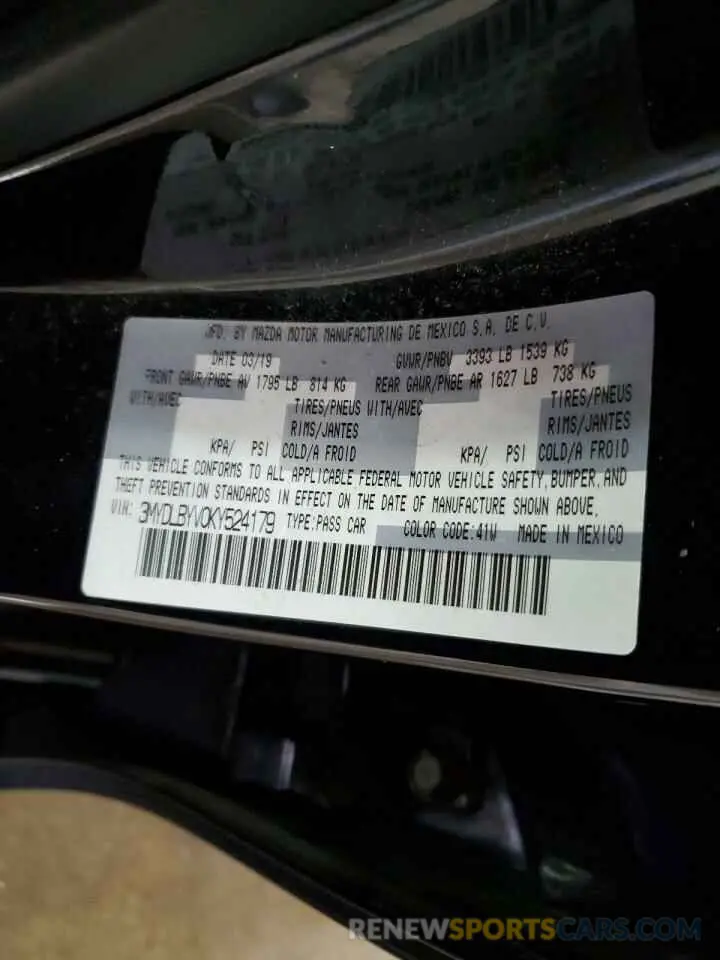 MFD. BY MAZDA MOTOR MANUFACTURING DE MEXICO S.A. DE C.V.
DATE 03/19 GVWR/PNBV 3393 LB 1539 KG
FRONT GAWR/PNBE AV 1795 LB 814 KG REAR GAWR/PNBE AR 1627 LB 738 KG
WITH/AVEC TIRES/PNEUS WITH/AVEC TIRES/PNEUS
RIMS/JANTES RIMS/JANTES
KPA/ PSI COLD/A FROID KPA/ PSI COLD/A FROID
THIS VEHICLE CONFORMS TO ALL APPLICABLE FEDERAL MOTOR VEHICLE SAFETY, BUMPER, AND
THEFT PREVENTION STANDARDS IN EFFECT ON THE DATE OF MANUFACTURE SHOWN ABOVE.
VIN: 3MYDLBYV0KY524179 TYPE:PASS CAR COLOR CODE:41W MADE IN MEXICO
RENEWSPORTSCARS.COM